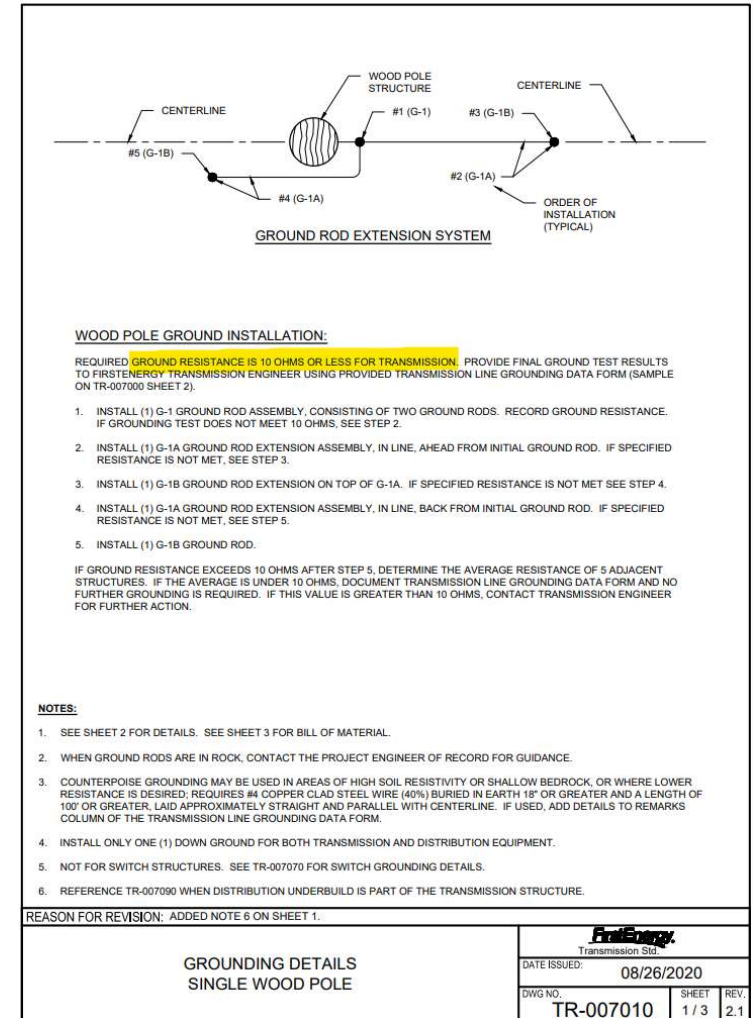 WOOD POLE
STRUCTURE
CENTERLINE
CENTERLINE
#1 (G-1)
#3 (G-1B)
#5 (G-1B)
#2 (G-1A)
#4 (G-1A)
ORDER OF
INSTALLATION
(TYPICAL)
GROUND ROD EXTENSION SYSTEM
WOOD POLE GROUND INSTALLATION:
REQUIRED GROUND RESISTANCE IS 10 OHMS OR LESS FOR TRANSMISSION. PROVIDE FINAL GROUND TEST RESULTS
TO FIRSTENERGY TRANSMISSION ENGINEER USING PROVIDED TRANSMISSION LINE GROUNDING DATA FORM (SAMPLE
ON TR-007000 SHEET 2).
1. INSTALL (1) G-1 GROUND ROD ASSEMBLY, CONSISTING OF TWO GROUND RODS. RECORD GROUND RESISTANCE.
IF GROUNDING TEST DOES NOT MEET 10 OHMS, SEE STEP 2.
2. INSTALL (1) G-1A GROUND ROD EXTENSION ASSEMBLY, IN LINE, AHEAD FROM INITIAL GROUND ROD. IF SPECIFIED
RESISTANCE IS NOT MET, SEE STEP 3.
3. INSTALL (1) G-1B GROUND ROD EXTENSION ON TOP OF G-1A. IF SPECIFIED RESISTANCE IS NOT MET SEE STEP 4.
4. INSTALL (1) G-1A GROUND ROD EXTENSION ASSEMBLY, IN LINE, BACK FROM INITIAL GROUND ROD. IF SPECIFIED
RESISTANCE IS NOT MET, SEE STEP 5.
5. INSTALL (1) G-1B GROUND ROD.
IF GROUND RESISTANCE EXCEEDS 10 OHMS AFTER STEP 5, DETERMINE THE AVERAGE RESISTANCE OF 5 ADJACENT
STRUCTURES. IF THE AVERAGE IS UNDER 10 OHMS, DOCUMENT TRANSMISSION LINE GROUNDING DATA FORM AND NO
FURTHER GROUNDING IS REQUIRED. IF THIS VALUE IS GREATER THAN 10 OHMS, CONTACT TRANSMISSION ENGINEER
FOR FURTHER ACTION.
NOTES:
1. SEE SHEET 2 FOR DETAILS. SEE SHEET 3 FOR BILL OF MATERIAL.
2. WHEN GROUND RODS ARE IN ROCK, CONTACT THE PROJECT ENGINEER OF RECORD FOR GUIDANCE.
3. COUNTERPOISE GROUNDING MAY BE USED IN AREAS OF HIGH SOIL RESISTIVITY OR SHALLOW BEDROCK, OR WHERE LOWER
RESISTANCE IS DESIRED; REQUIRES #4 COPPER CLAD STEEL WIRE (40%) BURIED IN EARTH 18" OR GREATER AND A LENGTH OF
100' OR GREATER, LAID APPROXIMATELY STRAIGHT AND PARALLEL WITH CENTERLINE. IF USED, ADD DETAILS TO REMARKS
COLUMN OF THE TRANSMISSION LINE GROUNDING DATA FORM.
4. INSTALL ONLY ONE (1) DOWN GROUND FOR BOTH TRANSMISSION AND DISTRIBUTION EQUIPMENT.
5. NOT FOR SWITCH STRUCTURES. SEE TR-007070 FOR SWITCH GROUNDING DETAILS.
6. REFERENCE TR-007090 WHEN DISTRIBUTION UNDERBUILD IS PART OF THE TRANSMISSION STRUCTURE.
REASON FOR REVISION: ADDED NOTE 6 ON SHEET 1.
GROUNDING DETAILS
SINGLE WOOD POLE
FirstEnergy.
Transmission Std.
DATE ISSUED: 08/26/2020
DWG NO. TR-007010
SHEET 1 / 3
REV. 2.1